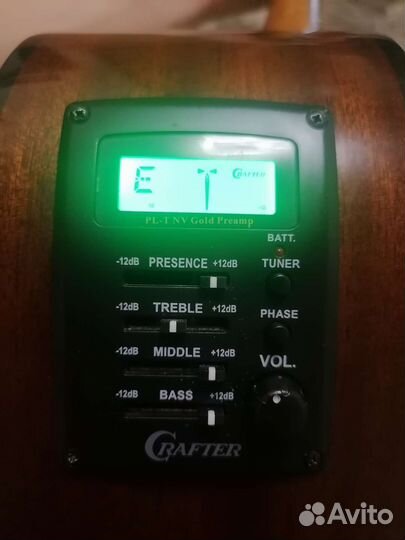 E
CRAFTER
PL-T NV Gold Preamp
BATT.
-12dB PRESENCE +12dB TUNER
-12dB TREBLE +12dB PHASE
-12dB MIDDLE +12dB VOL.
-12dB BASS +12dB
CRAFTER
Avito